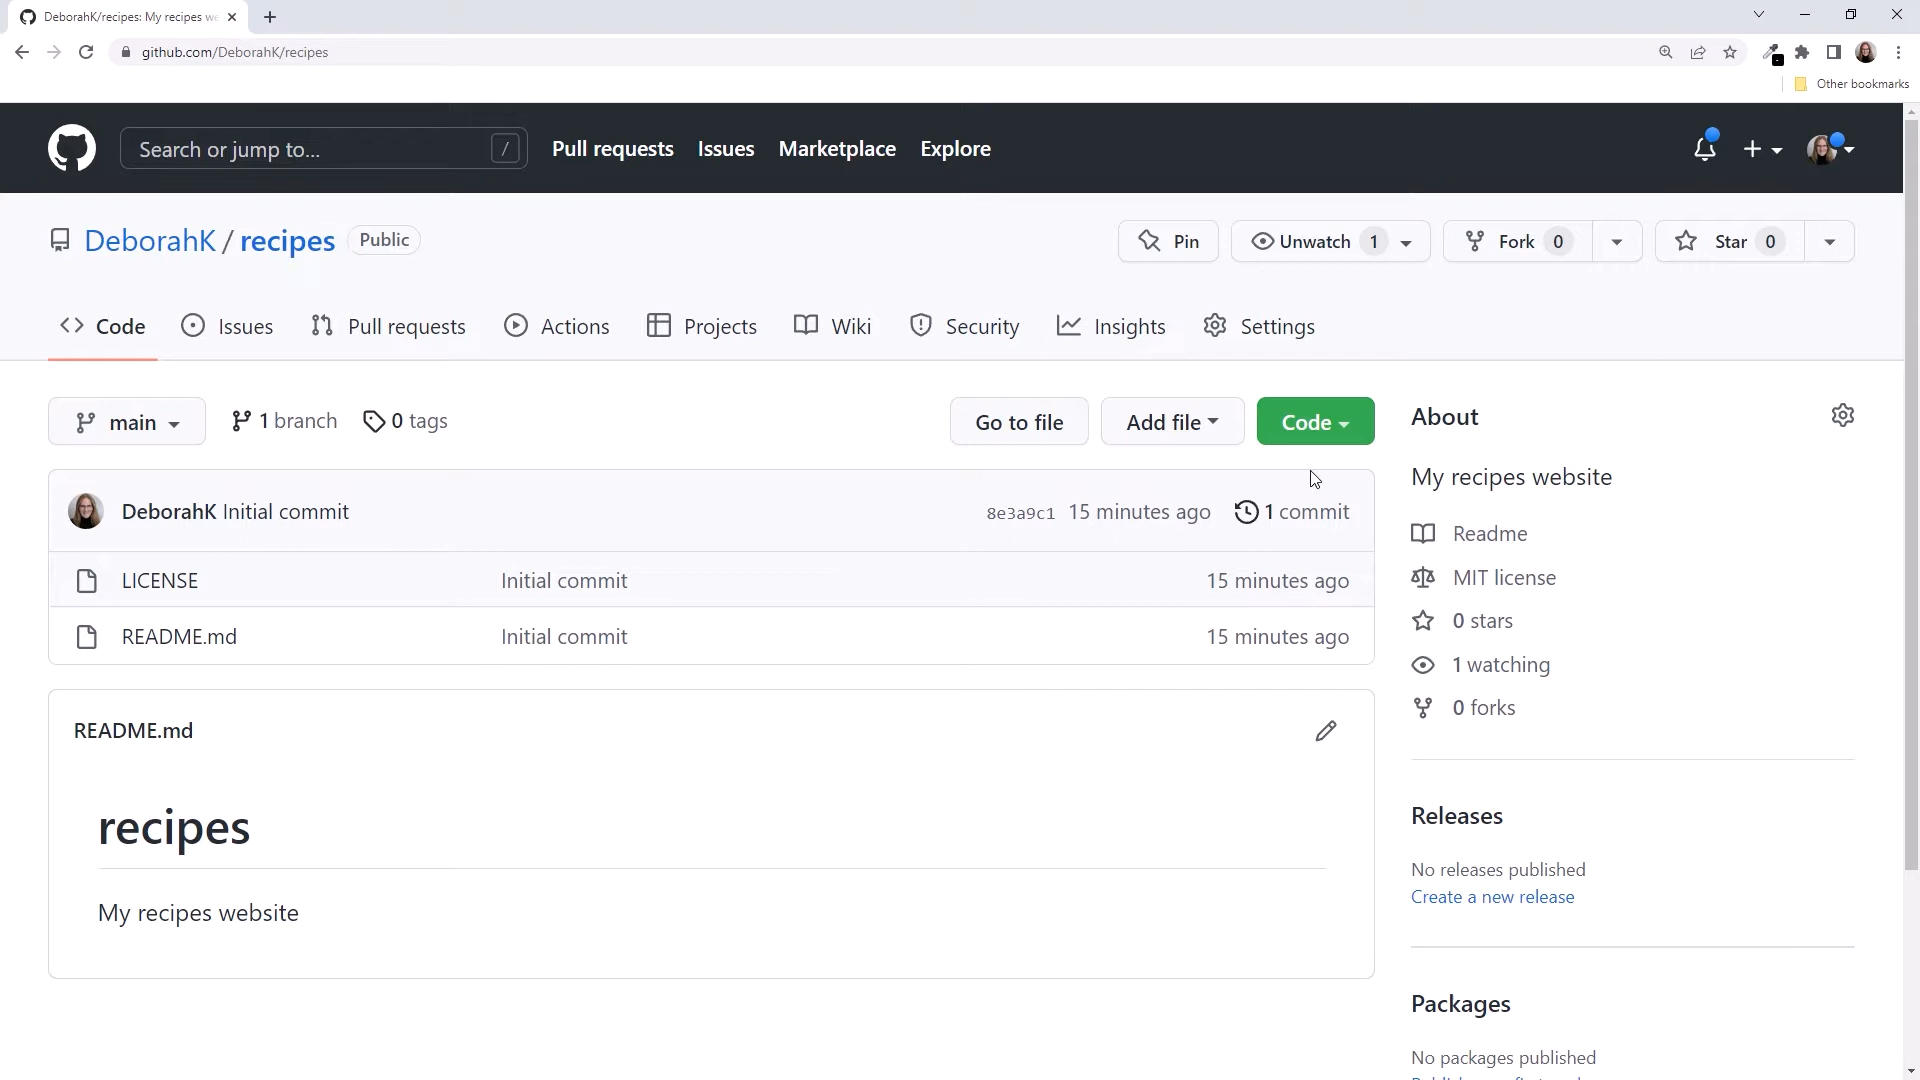 DeborahK/recipes: My recipes we
github.com/DeborahK/recipes
Other bookmarks
Search or jump to... /
Pull requests Issues Marketplace Explore
DeborahK / recipes Public
Pin Unwatch 1 Fork 0 Star 0
Code Issues Pull requests Actions Projects Wiki Security Insights Settings
main 1 branch 0 tags Go to file Add file Code
DeborahK Initial commit 8e3a9c1 15 minutes ago 1 commit
LICENSE Initial commit 15 minutes ago
README.md Initial commit 15 minutes ago
README.md
recipes
My recipes website
About
My recipes website
Readme
MIT license
0 stars
1 watching
0 forks
Releases
No releases published
Create a new release
Packages
No packages published